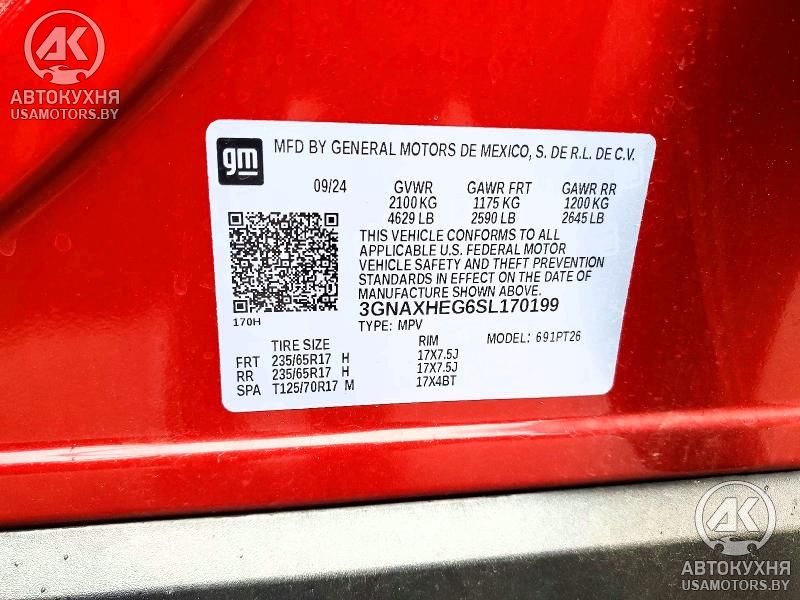 AK
АВТОКУХНЯ
USAMOTORS.BY
gm
MFD BY GENERAL MOTORS DE MEXICO, S. DE R.L. DE C.V.
09/24 GVWR GAWR FRT GAWR RR
2100 KG 1175 KG 1200 KG
4629 LB 2590 LB 2645 LB
THIS VEHICLE CONFORMS TO ALL
APPLICABLE U.S. FEDERAL MOTOR
VEHICLE SAFETY AND THEFT PREVENTION
STANDARDS IN EFFECT ON THE DATE OF
MANUFACTURE SHOWN ABOVE.
3GNAXHEG6SL170199
170H TYPE: MPV MODEL: 691PT26
TIRE SIZE RIM
FRT 235/65R17 H 17X7.5J
RR 235/65R17 H 17X7.5J
SPA T125/70R17 M 17X4BT
AK
АВТОКУХНЯ
USAMOTORS.BY